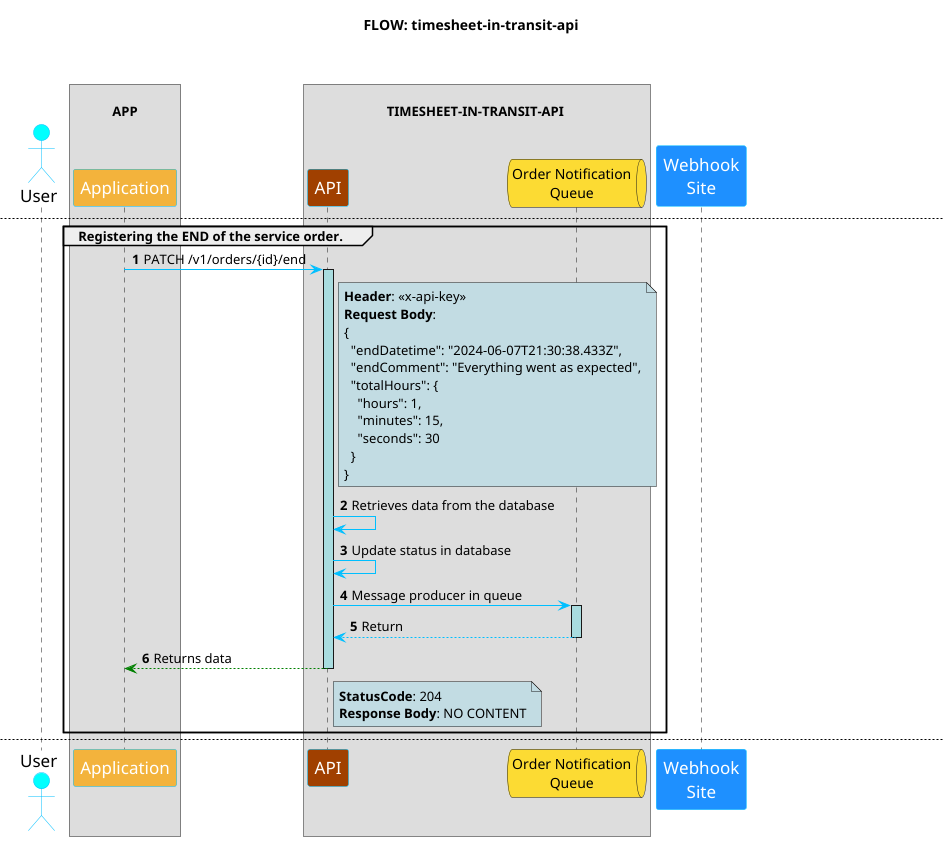 FLOW: timesheet-in-transit-api
APP
TIMESHEET-IN-TRANSIT-API
User
Application
API
Order Notification
Queue
Webhook
Site
Registering the END of the service order.
1 PATCH /v1/orders/{id}/end
Header: «x-api-key»
Request Body:
{
"endDatetime": "2024-06-07T21:30:38.433Z",
"endComment": "Everything went as expected",
"totalHours": {
"hours": 1,
"minutes": 15,
"seconds": 30
}
}
2 Retrieves data from the database
3 Update status in database
4 Message producer in queue
5 Return
6 Returns data
StatusCode: 204
Response Body: NO CONTENT
User
Application
API
Order Notification
Queue
Webhook
Site